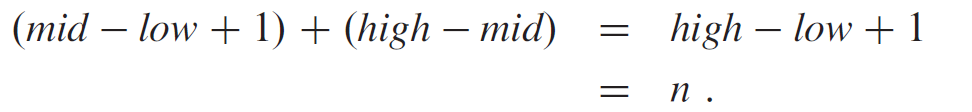 (mid – low + 1) + (high – mid) = high – low + 1
= n .